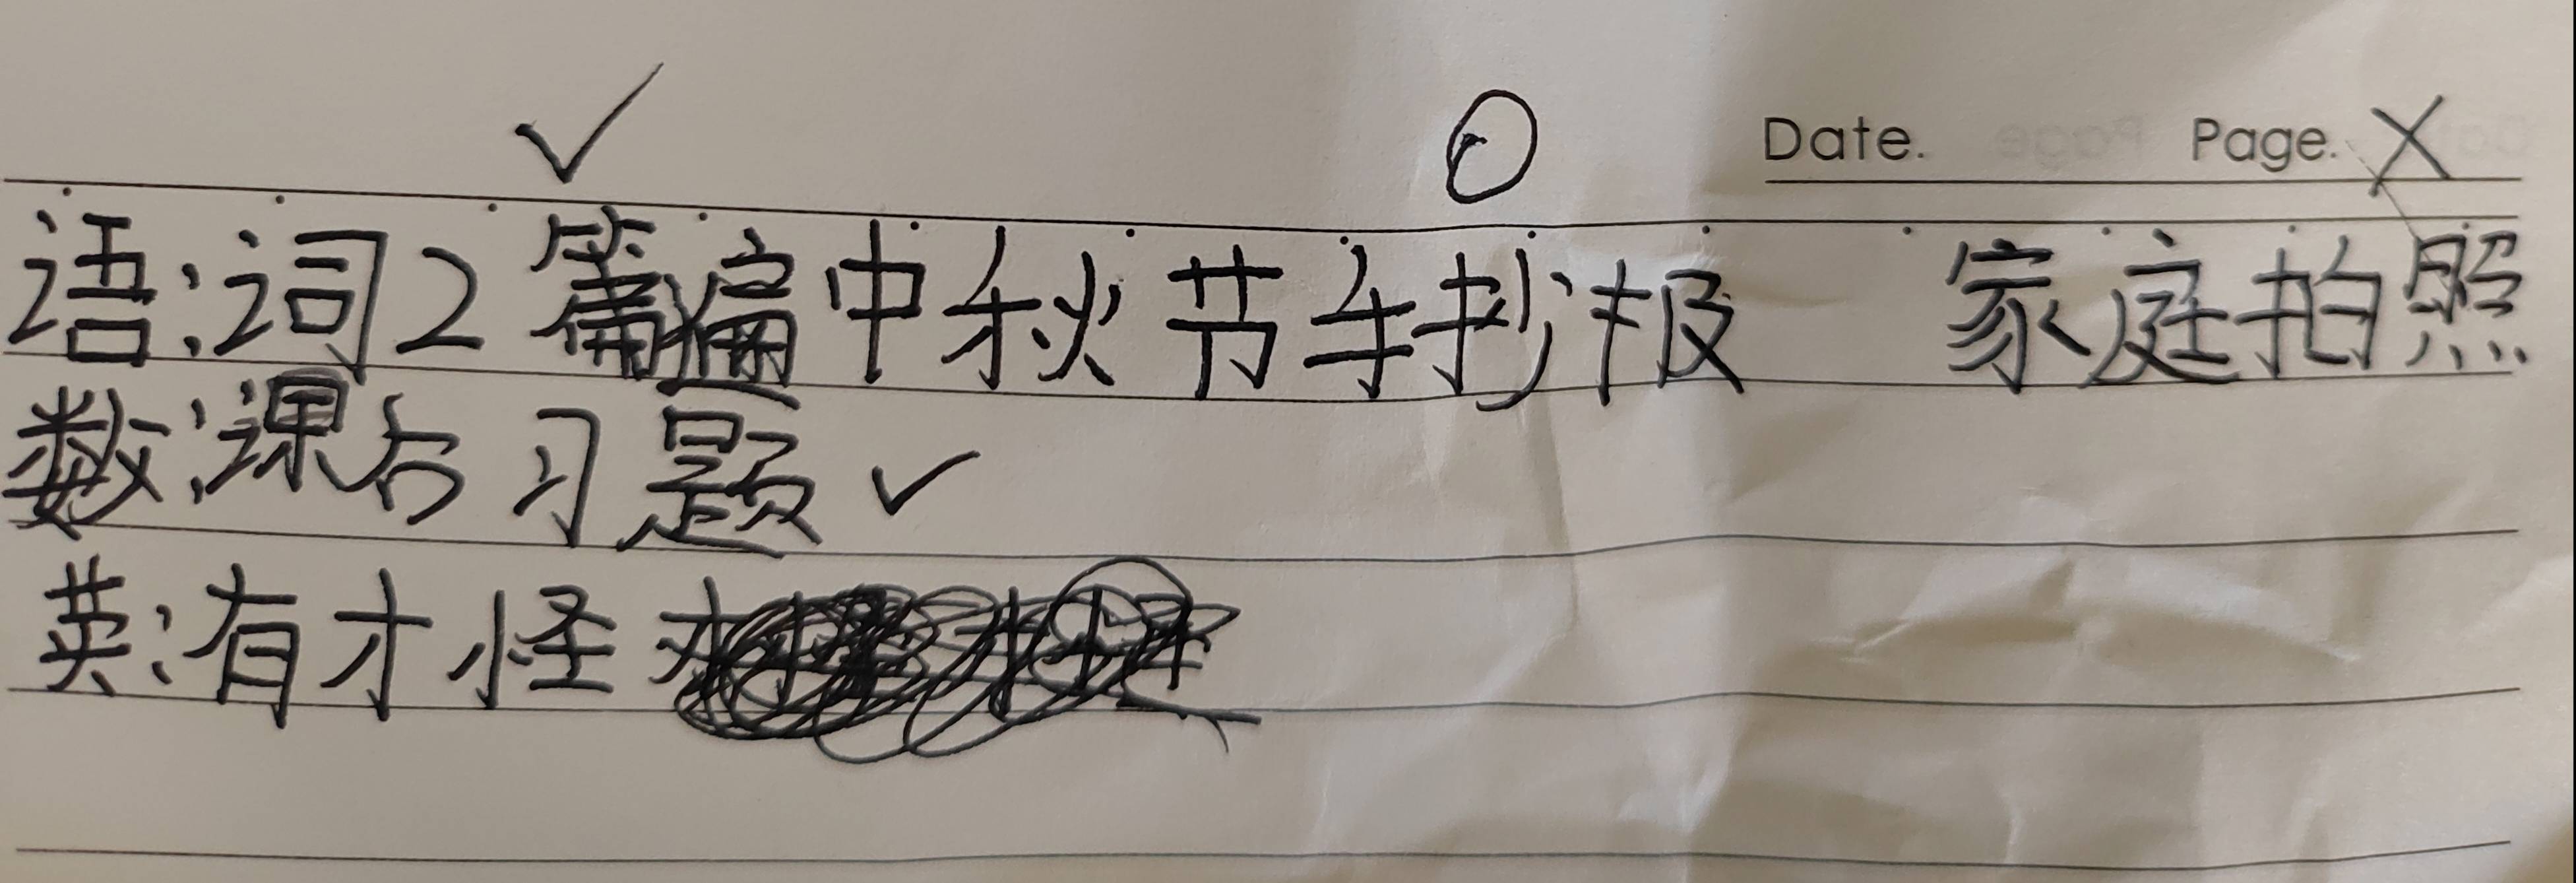 Date. Page.
语:词2篇遍中秋节手抄报 家庭拍照
数:课后习题
英:有才怪